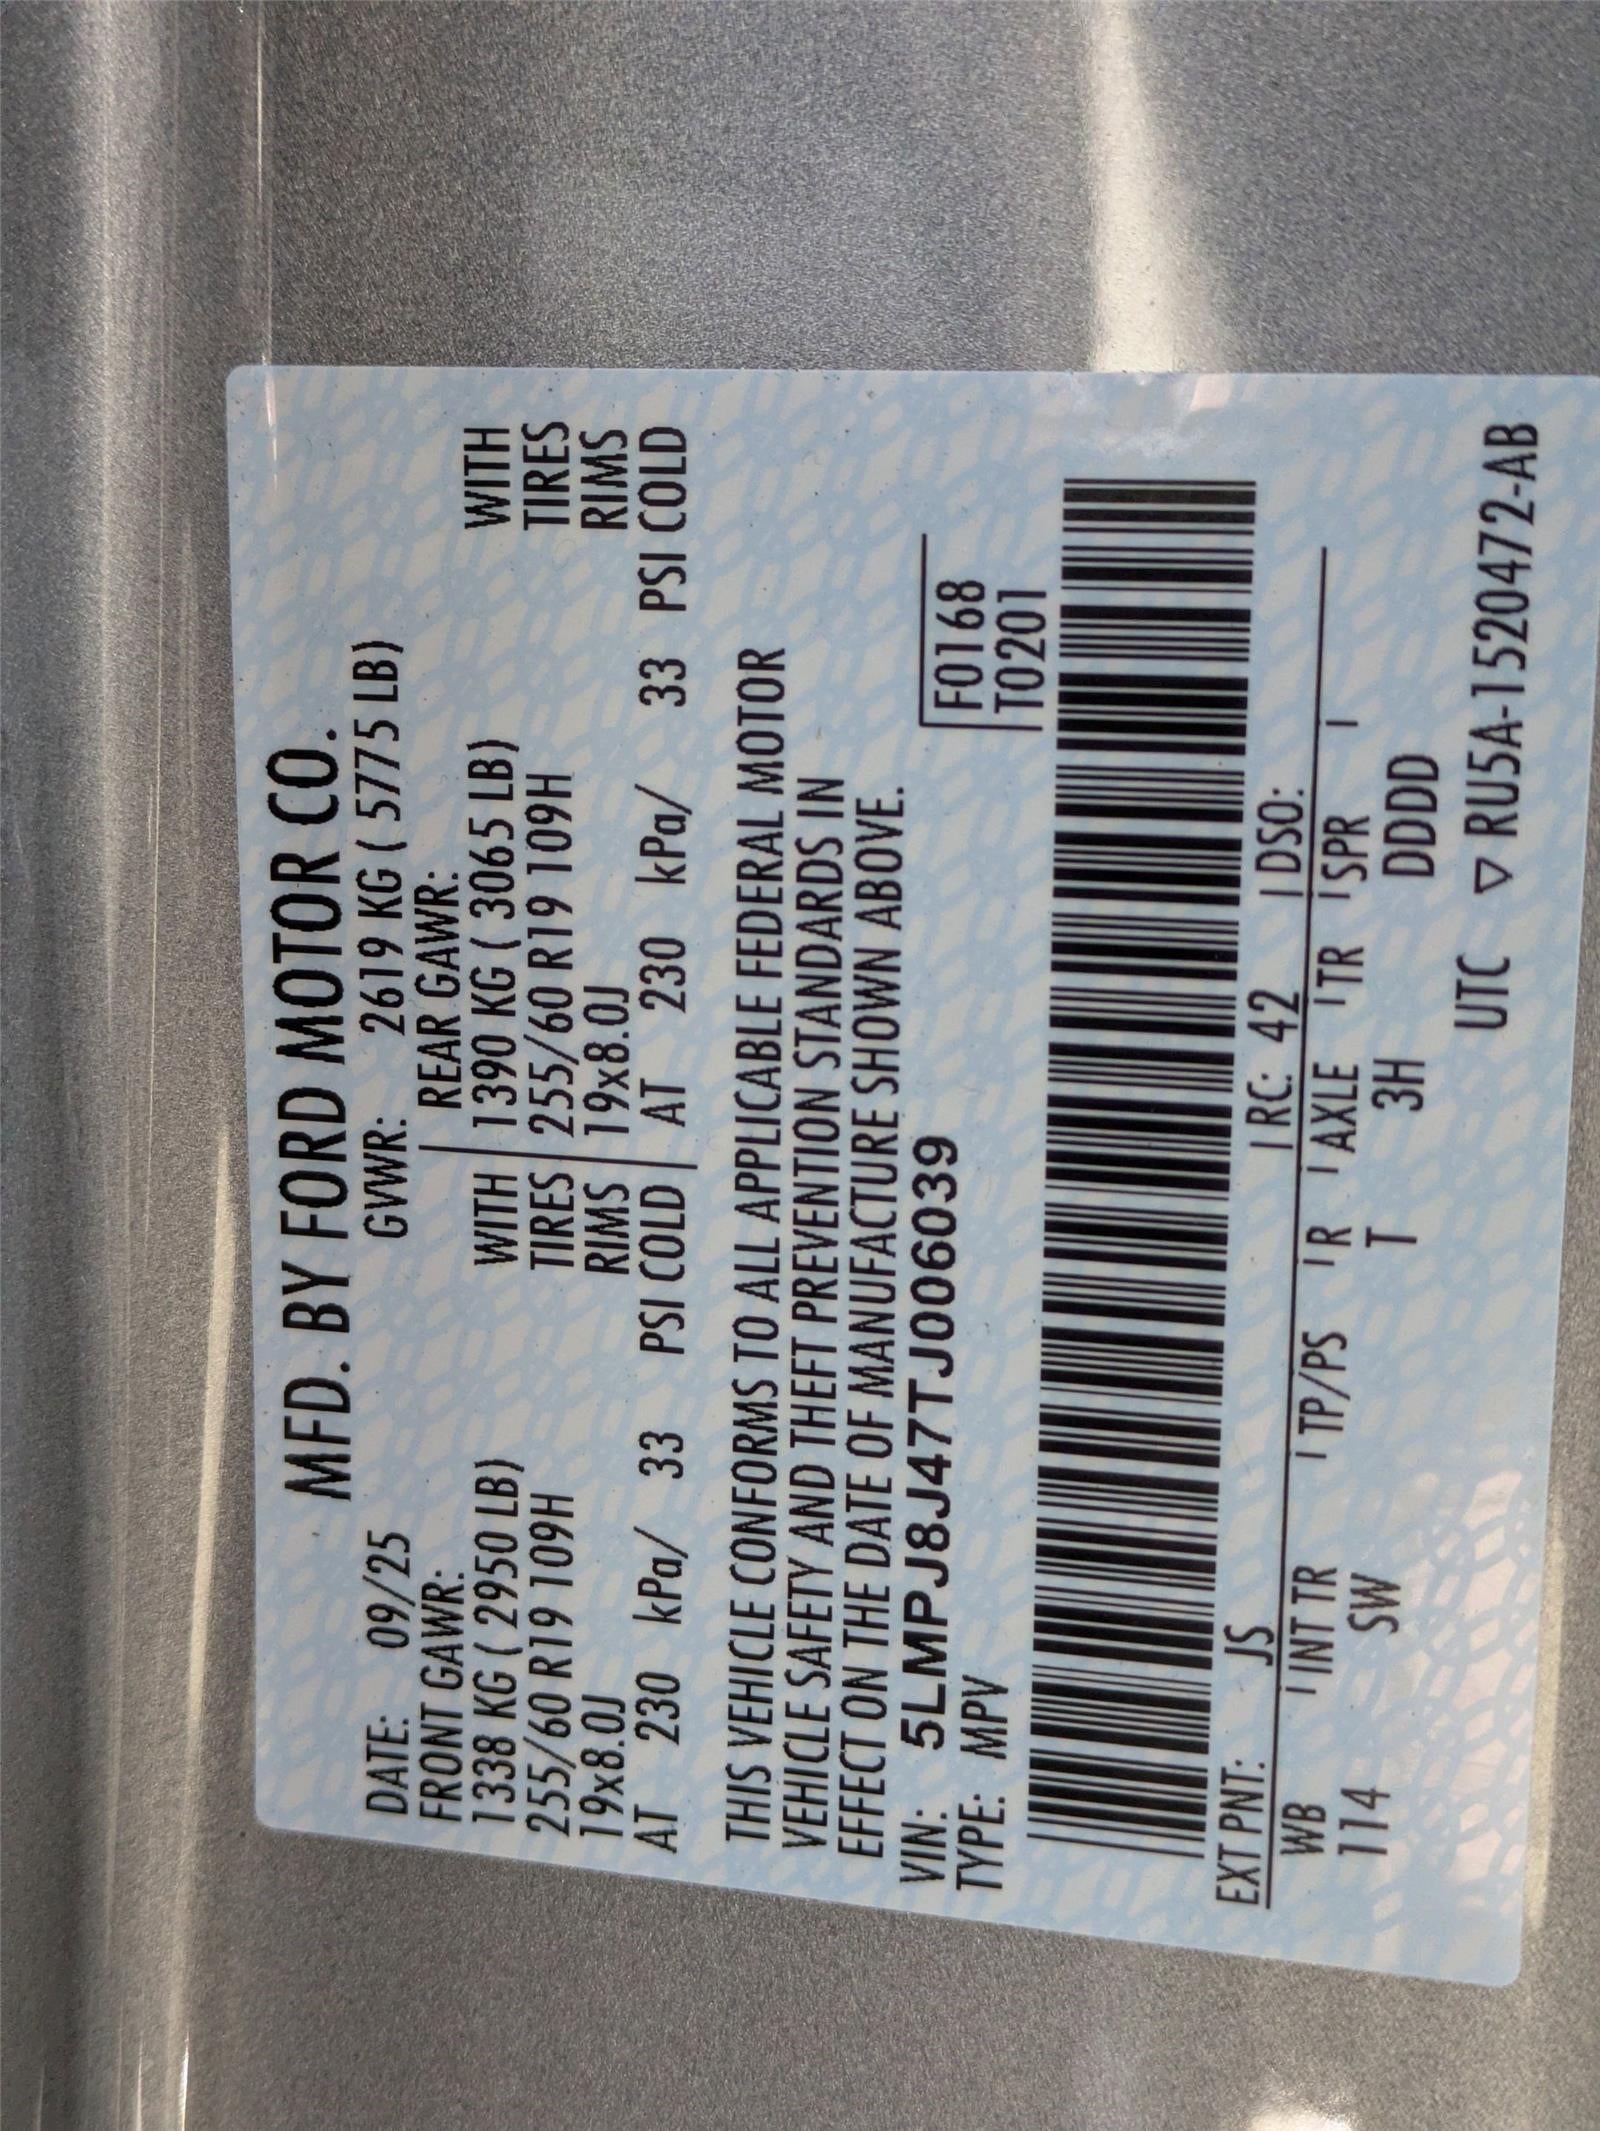 MFD. BY FORD MOTOR CO.
DATE: 09/25 GVWR: 2619 KG ( 5775 LB)
FRONT GAWR: REAR GAWR:
1338 KG ( 2950 LB) WITH 1390 KG ( 3065 LB) WITH
255/60 R19 109H TIRES 255/60 R19 109H TIRES
19x8.0J RIMS 19x8.0J RIMS
AT 230 kPa/ 33 PSI COLD AT 230 kPa/ 33 PSI COLD
THIS VEHICLE CONFORMS TO ALL APPLICABLE FEDERAL MOTOR
VEHICLE SAFETY AND THEFT PREVENTION STANDARDS IN
EFFECT ON THE DATE OF MANUFACTURE SHOWN ABOVE.
VIN: 5LMPJ8J47TJ006039 F0168
TYPE: MPV T0201
EXT PNT: JS RC: 42 DSO:
WB INT TR TP/PS R AXLE TR SPR
114 SW T 3H DDDD
UTC ▽ RU5A-1520472-AB